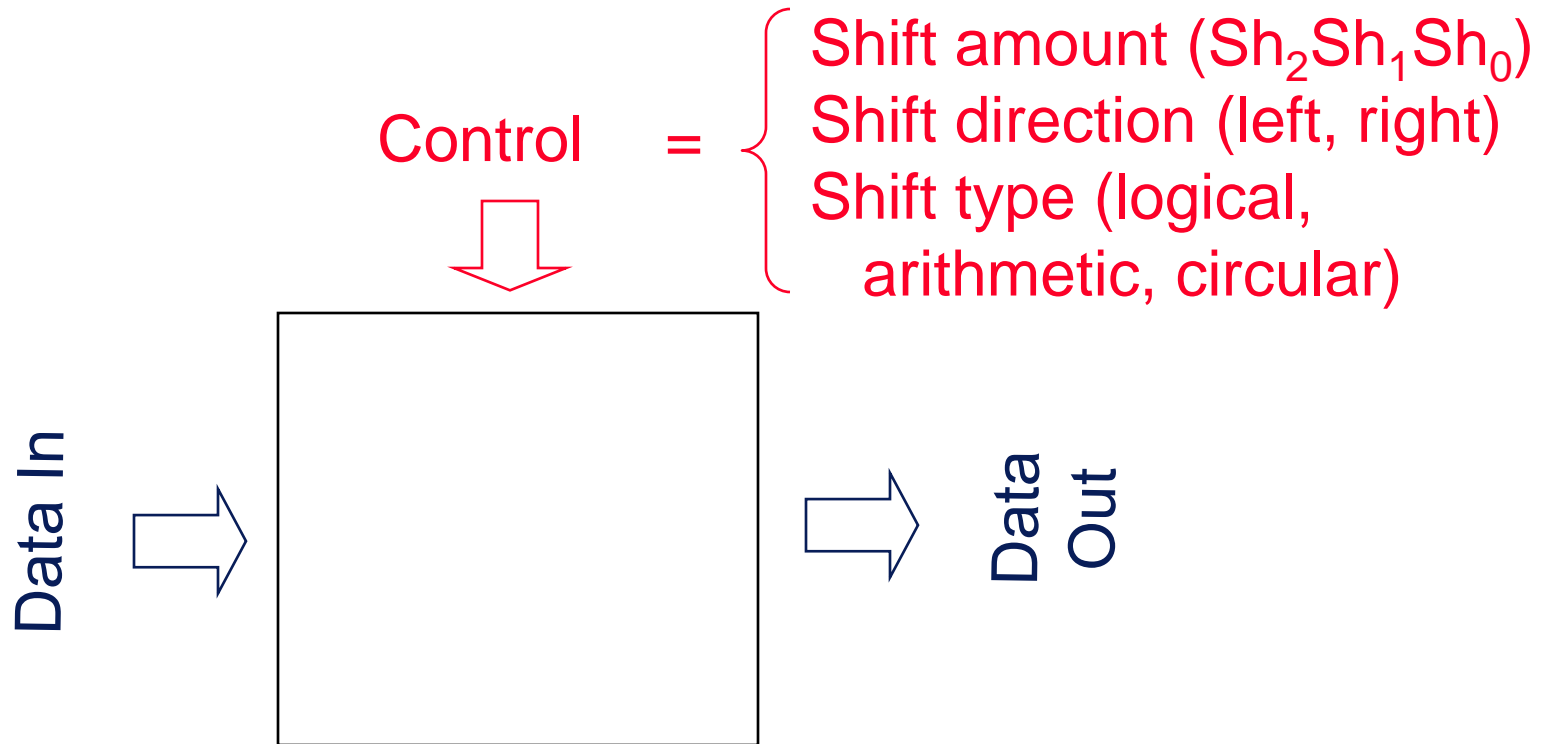 Shift amount (Sh₂Sh₁Sh₀)
Control = Shift direction (left, right)
Shift type (logical,
arithmetic, circular)
Data In
Data
Out